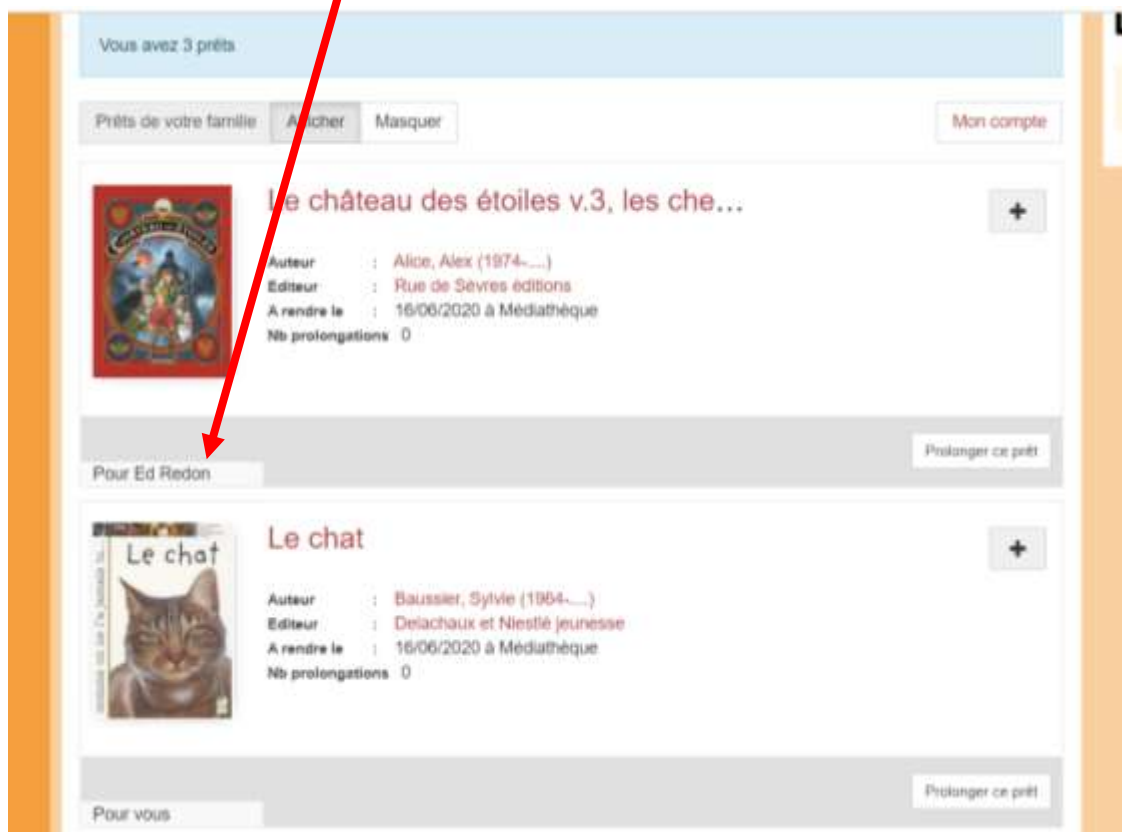 Vous avez 3 prêts
Prêts de votre famille Afficher Masquer Mon compte
Le château des étoiles v.3, les che...
Auteur : Alice, Alex (1974-....)
Editeur : Rue de Sèvres éditions
A rendre le : 16/06/2020 à Médiathèque
Nb prolongations 0
Prolonger ce prêt
Pour Ed Redon
Le chat
Le chat
Auteur : Baussier, Sylvie (1964-....)
Editeur : Delachaux et Niestlé jeunesse
A rendre le : 16/06/2020 à Médiathèque
Nb prolongations 0
Prolonger ce prêt
Pour vous